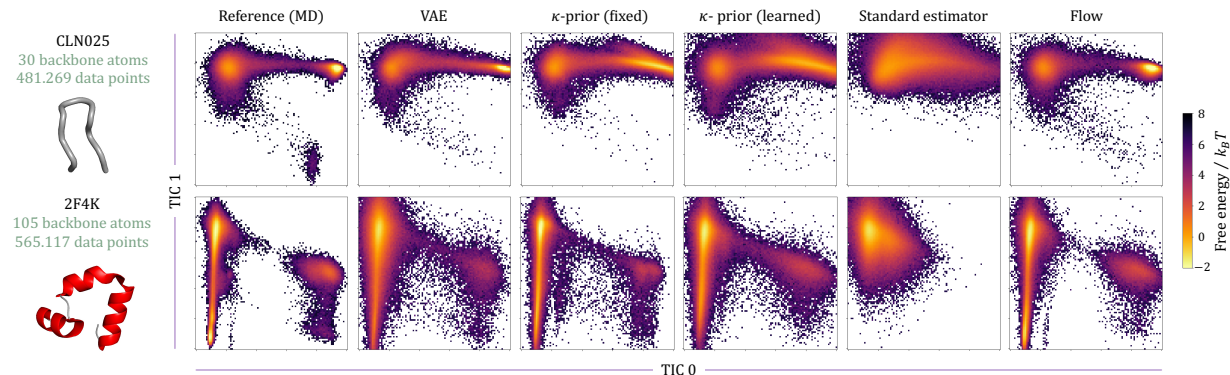 Reference (MD)
VAE
κ-prior (fixed)
κ- prior (learned)
Standard estimator
Flow
CLN025
30 backbone atoms
481.269 data points
2F4K
105 backbone atoms
565.117 data points
TIC 1
TIC 0
8
6
4
2
0
−2
Free energy / kBT